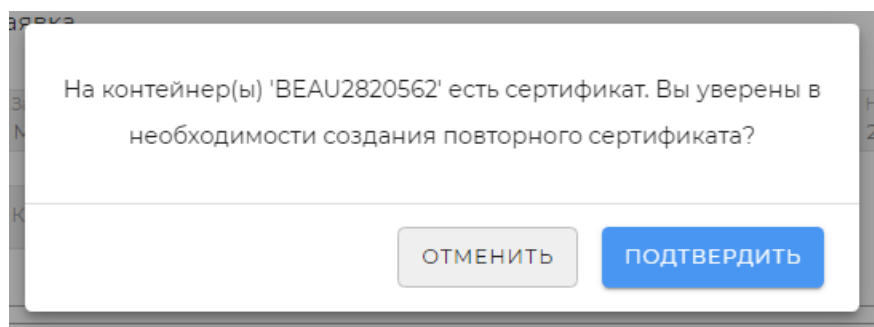 На контейнер(ы) 'BEAU2820562' есть сертификат. Вы уверены в
необходимости создания повторного сертификата?
ОТМЕНИТЬ
ПОДТВЕРДИТЬ